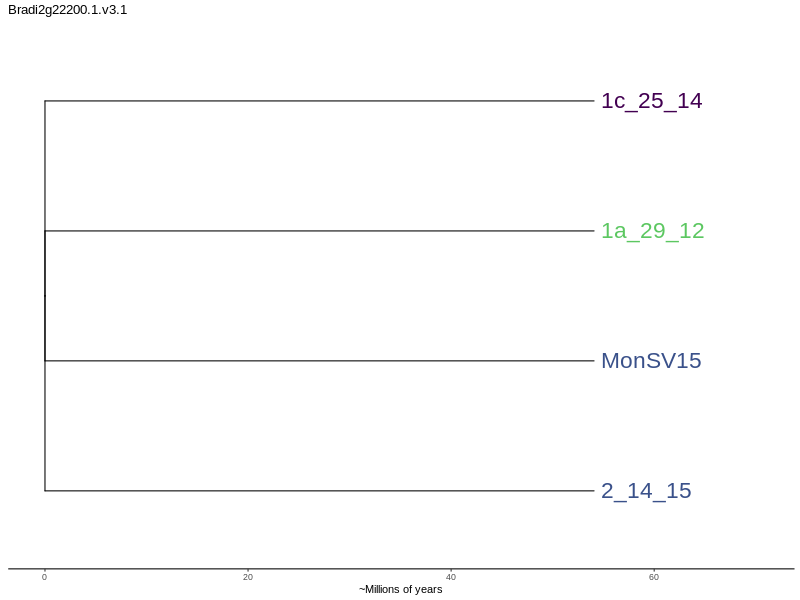 Bradi2g22200.1.v3.1
1c_25_14
1a_29_12
MonSV15
2_14_15
0 20 40 60
~Millions of years